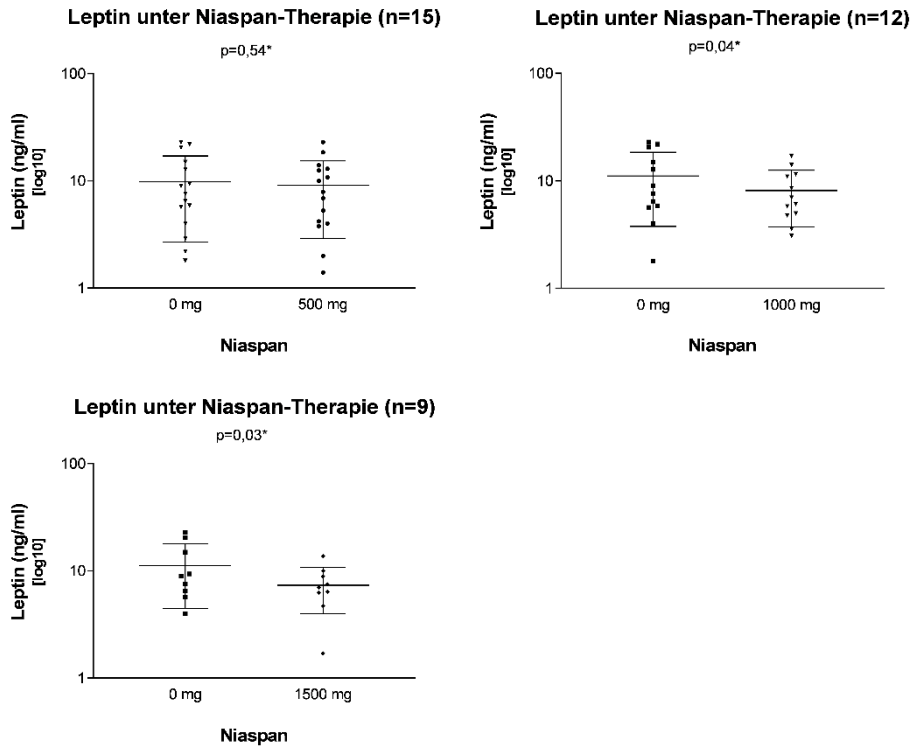 Leptin unter Niaspan-Therapie (n=15)
p=0,54*
Leptin (ng/ml)
[log10]
100
10
1
0 mg
500 mg
Niaspan
Leptin unter Niaspan-Therapie (n=12)
p=0,04*
Leptin (ng/ml)
[log10]
100
10
1
0 mg
1000 mg
Niaspan
Leptin unter Niaspan-Therapie (n=9)
p=0,03*
Leptin (ng/ml)
[log10]
100
10
1
0 mg
1500 mg
Niaspan